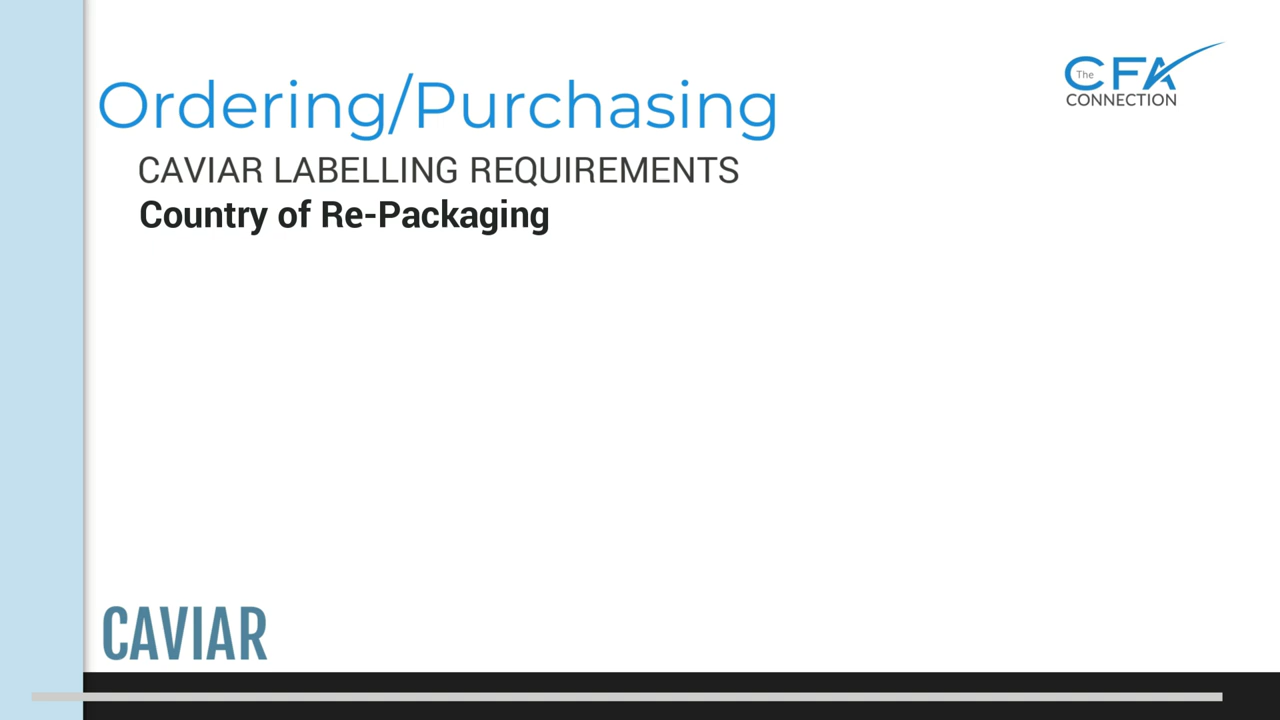 The CFA
CONNECTION
Ordering/Purchasing
CAVIAR LABELLING REQUIREMENTS
Country of Re-Packaging
CAVIAR